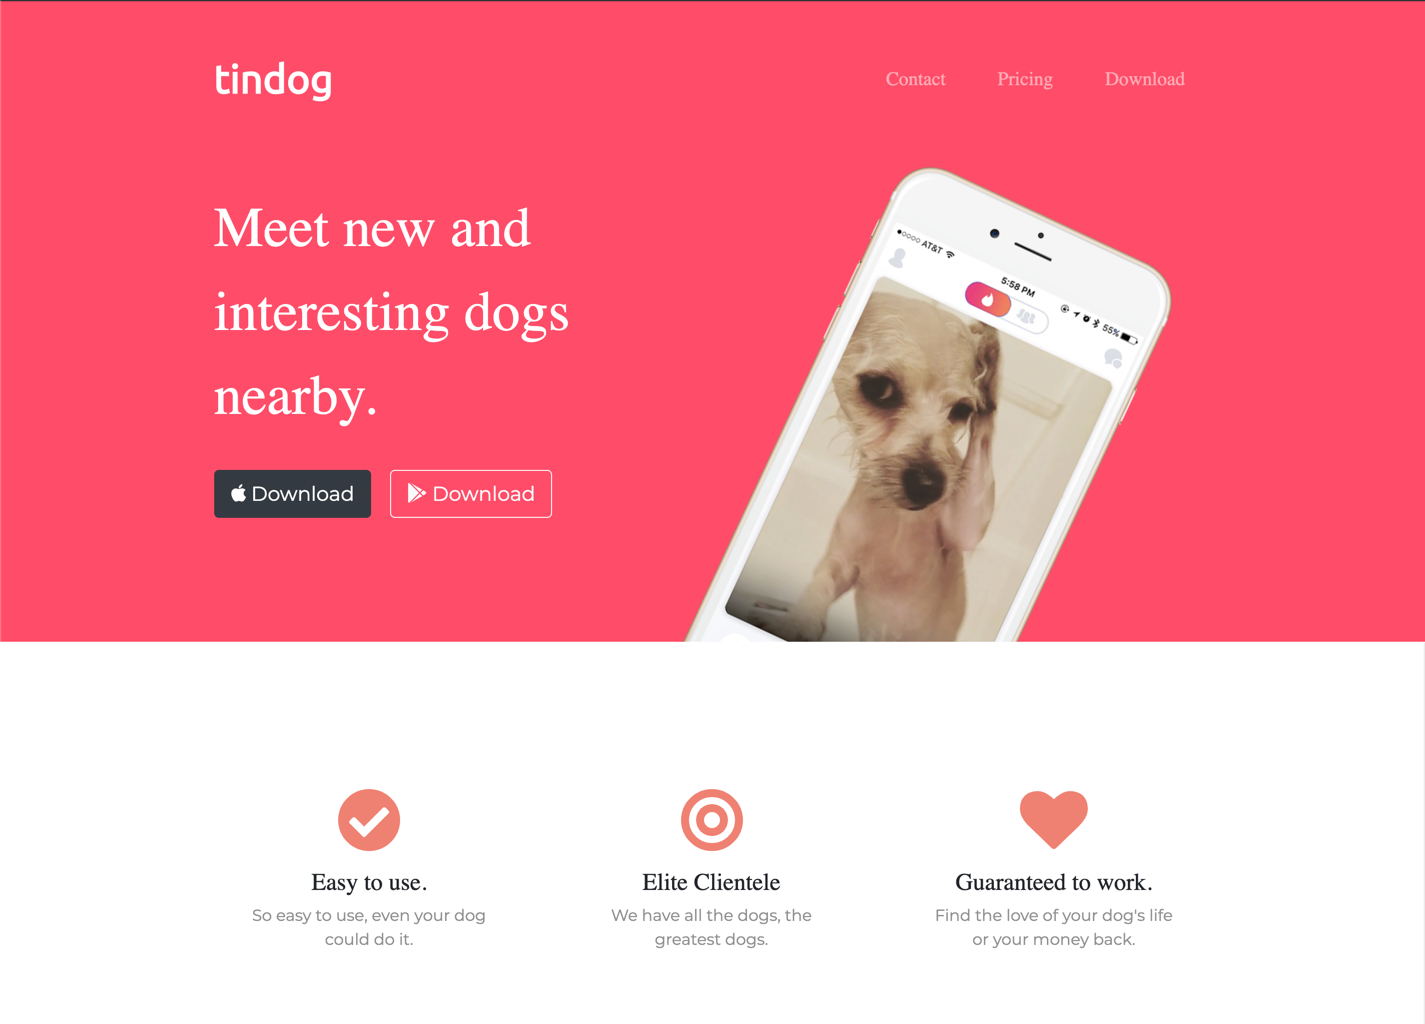 tindog
Contact Pricing Download
Meet new and
interesting dogs
nearby.
Download Download
AT&T
5:58 PM
55%
Easy to use.
So easy to use, even your dog
could do it.
Elite Clientele
We have all the dogs, the
greatest dogs.
Guaranteed to work.
Find the love of your dog's life
or your money back.